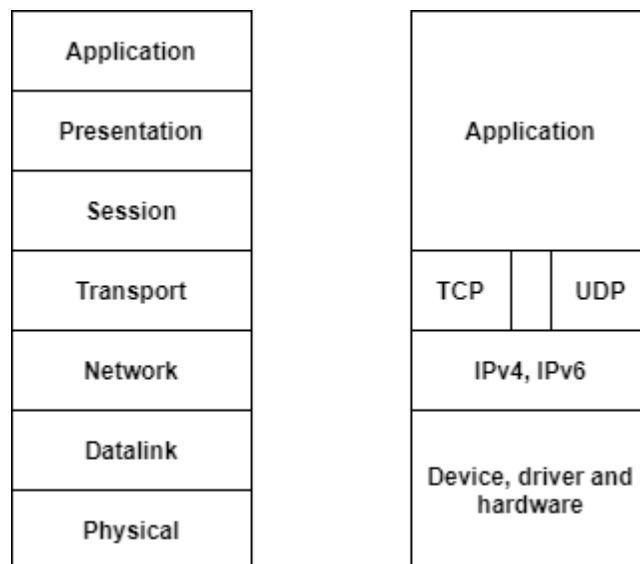 Application
Presentation
Session
Transport
Network
Datalink
Physical
Application
TCP
UDP
IPv4, IPv6
Device, driver and
hardware